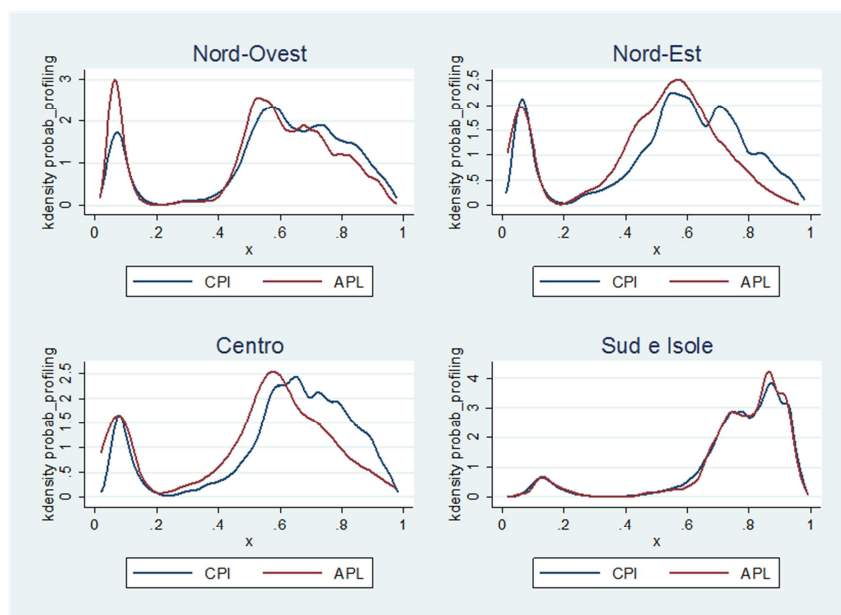 Nord-Ovest
kdensity probab_profiling
3
2
1
0
0 .2 .4 .6 .8 1
x
CPI APL
Nord-Est
kdensity probab_profiling
2.5
2
1.5
1
.5
0
0 .2 .4 .6 .8 1
x
CPI APL
Centro
kdensity probab_profiling
2.5
2
1.5
1
.5
0
0 .2 .4 .6 .8 1
x
CPI APL
Sud e Isole
kdensity probab_profiling
4
3
2
1
0
0 .2 .4 .6 .8 1
x
CPI APL